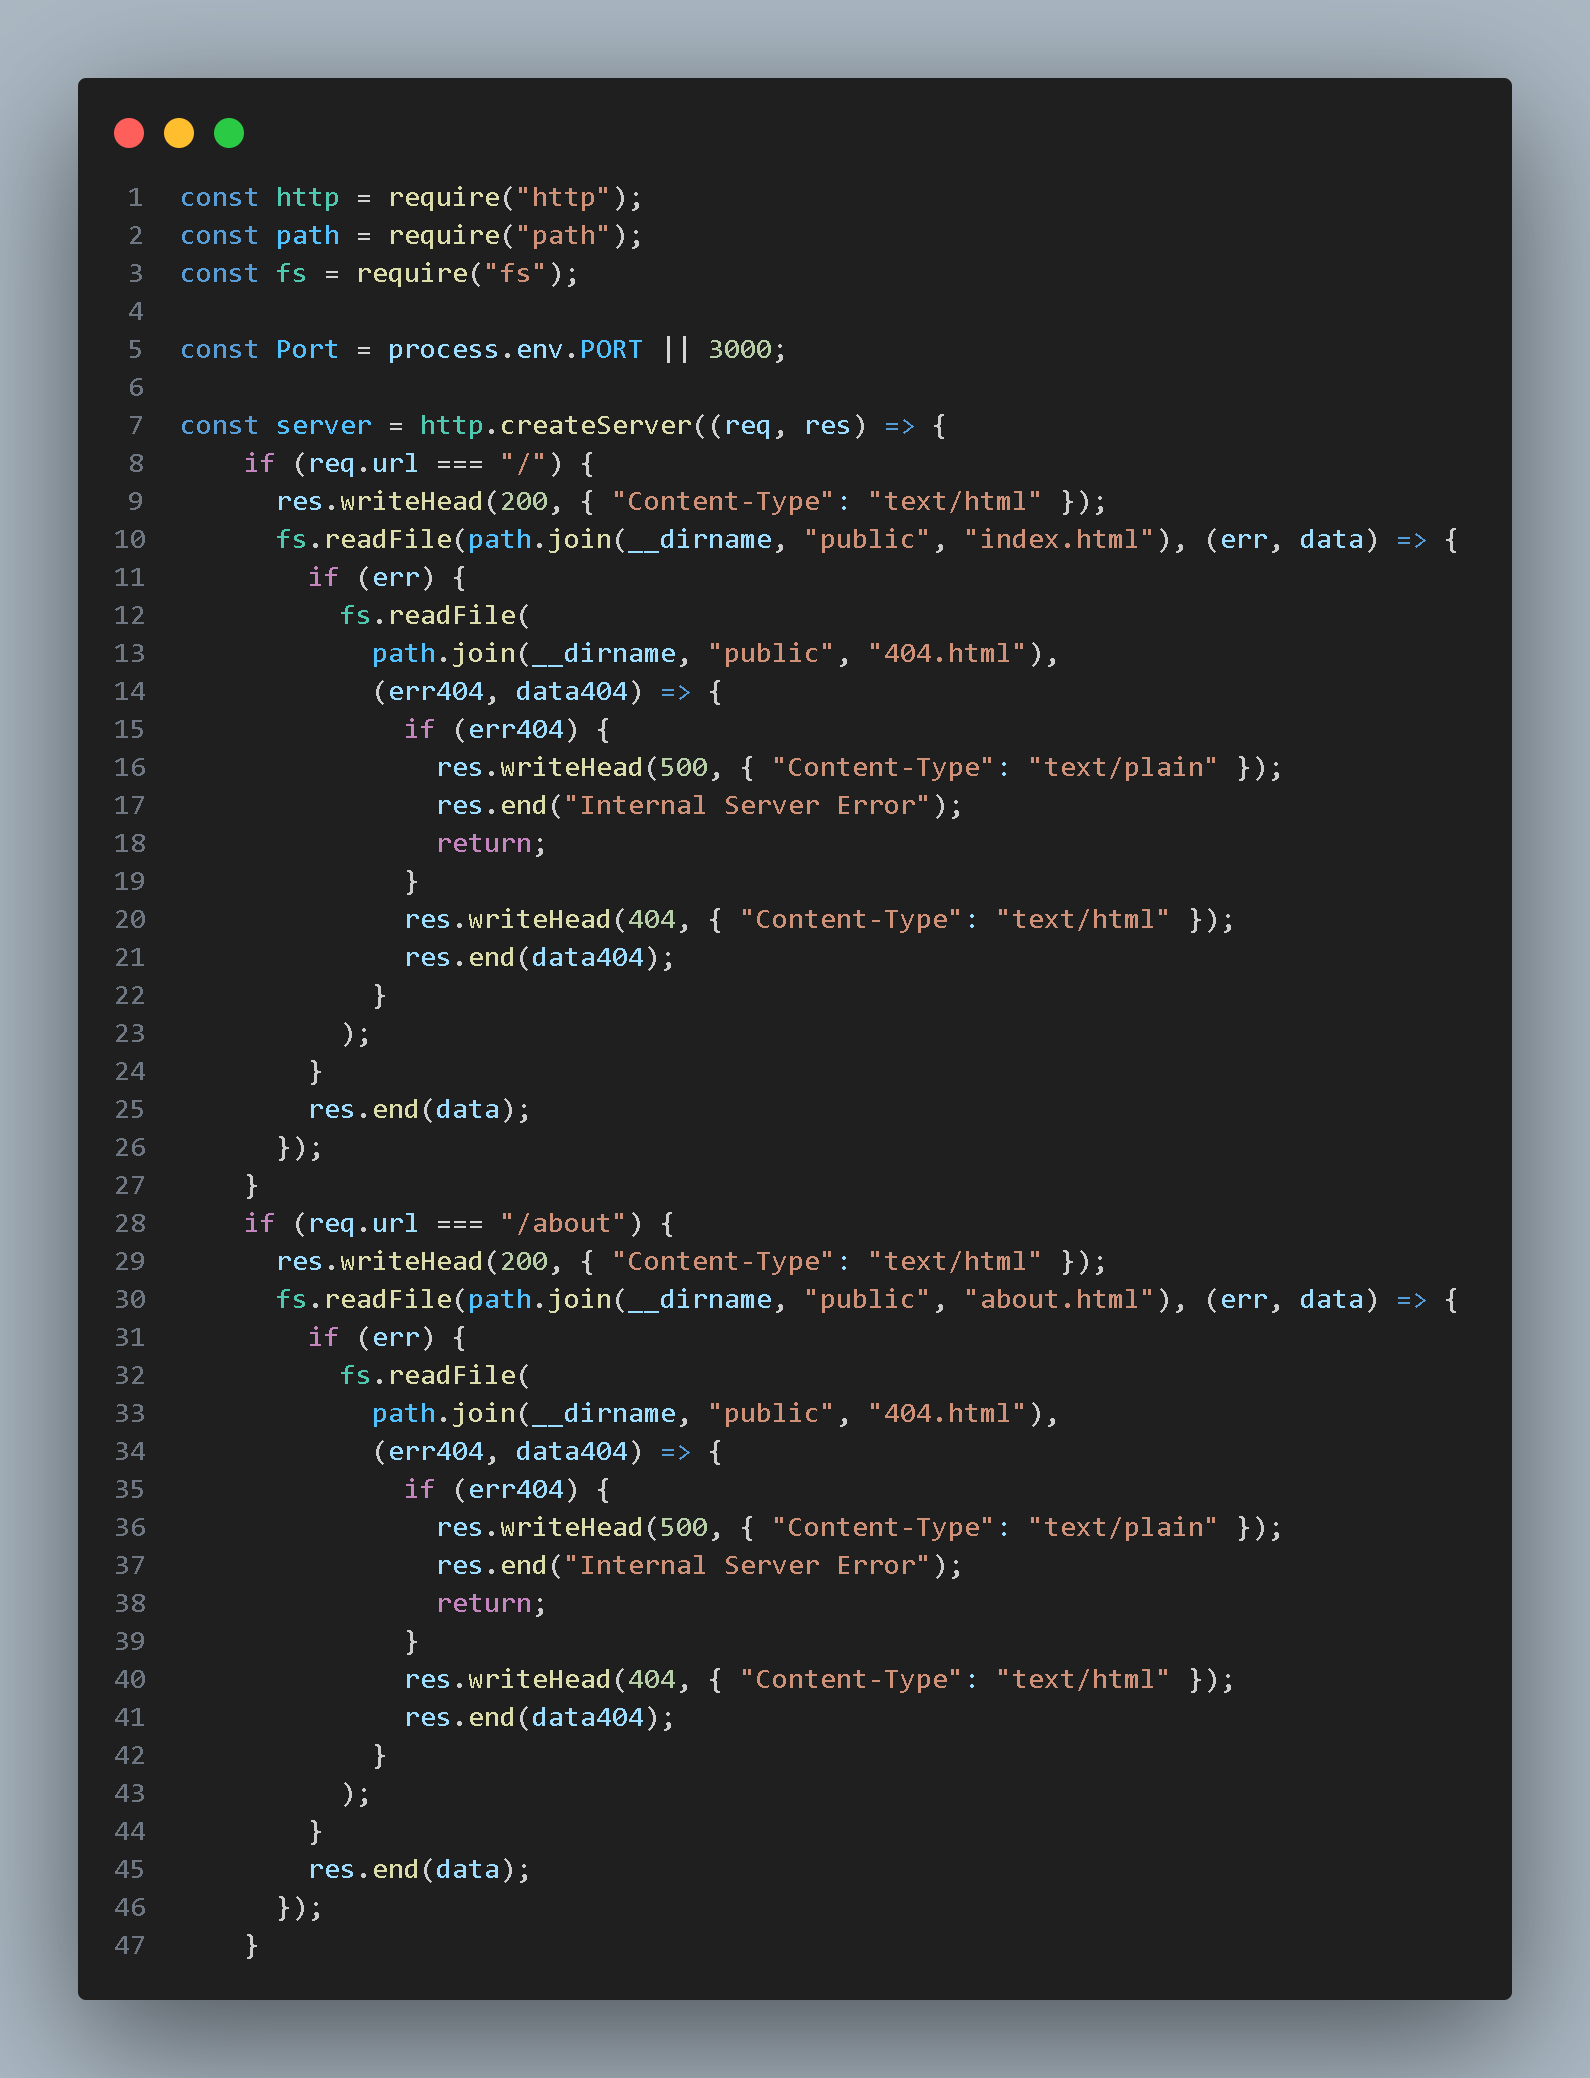 1 const http = require("http");
2 const path = require("path");
3 const fs = require("fs");
4
5 const Port = process.env.PORT || 3000;
6
7 const server = http.createServer((req, res) => {
8     if (req.url === "/") {
9       res.writeHead(200, { "Content-Type": "text/html" });
10       fs.readFile(path.join(__dirname, "public", "index.html"), (err, data) => {
11         if (err) {
12           fs.readFile(
13             path.join(__dirname, "public", "404.html"),
14             (err404, data404) => {
15               if (err404) {
16                 res.writeHead(500, { "Content-Type": "text/plain" });
17                 res.end("Internal Server Error");
18                 return;
19               }
20               res.writeHead(404, { "Content-Type": "text/html" });
21               res.end(data404);
22             }
23           );
24         }
25         res.end(data);
26       });
27     }
28     if (req.url === "/about") {
29       res.writeHead(200, { "Content-Type": "text/html" });
30       fs.readFile(path.join(__dirname, "public", "about.html"), (err, data) => {
31         if (err) {
32           fs.readFile(
33             path.join(__dirname, "public", "404.html"),
34             (err404, data404) => {
35               if (err404) {
36                 res.writeHead(500, { "Content-Type": "text/plain" });
37                 res.end("Internal Server Error");
38                 return;
39               }
40               res.writeHead(404, { "Content-Type": "text/html" });
41               res.end(data404);
42             }
43           );
44         }
45         res.end(data);
46       });
47     }